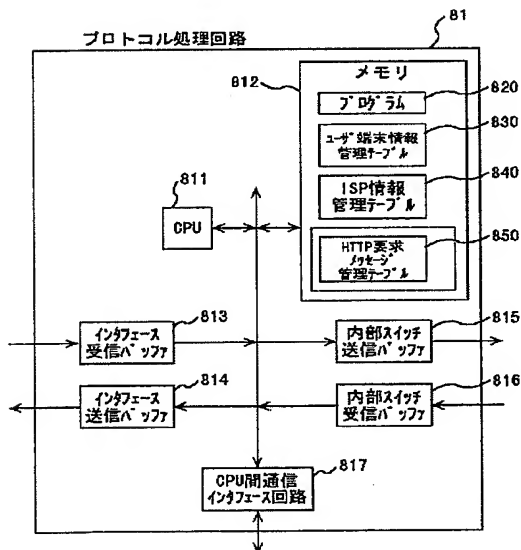 プロトコル処理回路
81
メモリ
812
プログラム
820
ユーザ端末情報
管理テーブル
830
ISP情報
管理テーブル
840
HTTP要求
メッセージ
管理テーブル
850
811
CPU
インタフェース
受信バッファ
813
内部スイッチ
送信バッファ
815
インタフェース
送信バッファ
814
内部スイッチ
受信バッファ
816
CPU間通信
インタフェース回路
817